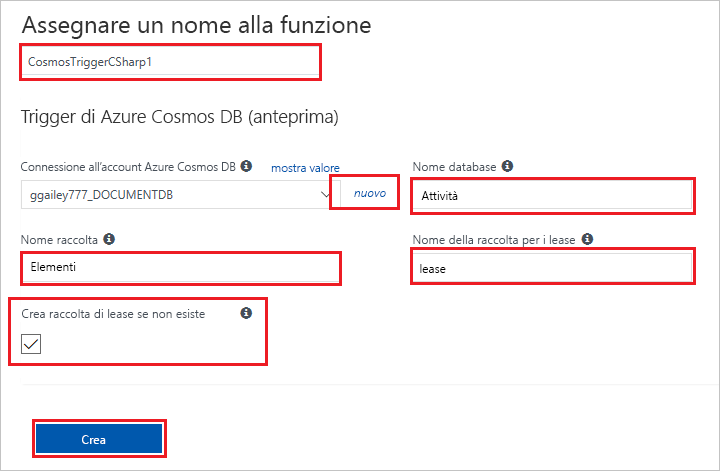 Assegnare un nome alla funzione
CosmosTriggerCSharp1
Trigger di Azure Cosmos DB (anteprima)
Connessione all'account Azure Cosmos DB mostra valore
ggailey777_DOCUMENTDB
nuovo
Nome database
Attività
Nome raccolta
Elementi
Nome della raccolta per i lease
lease
Crea raccolta di lease se non esiste
Crea